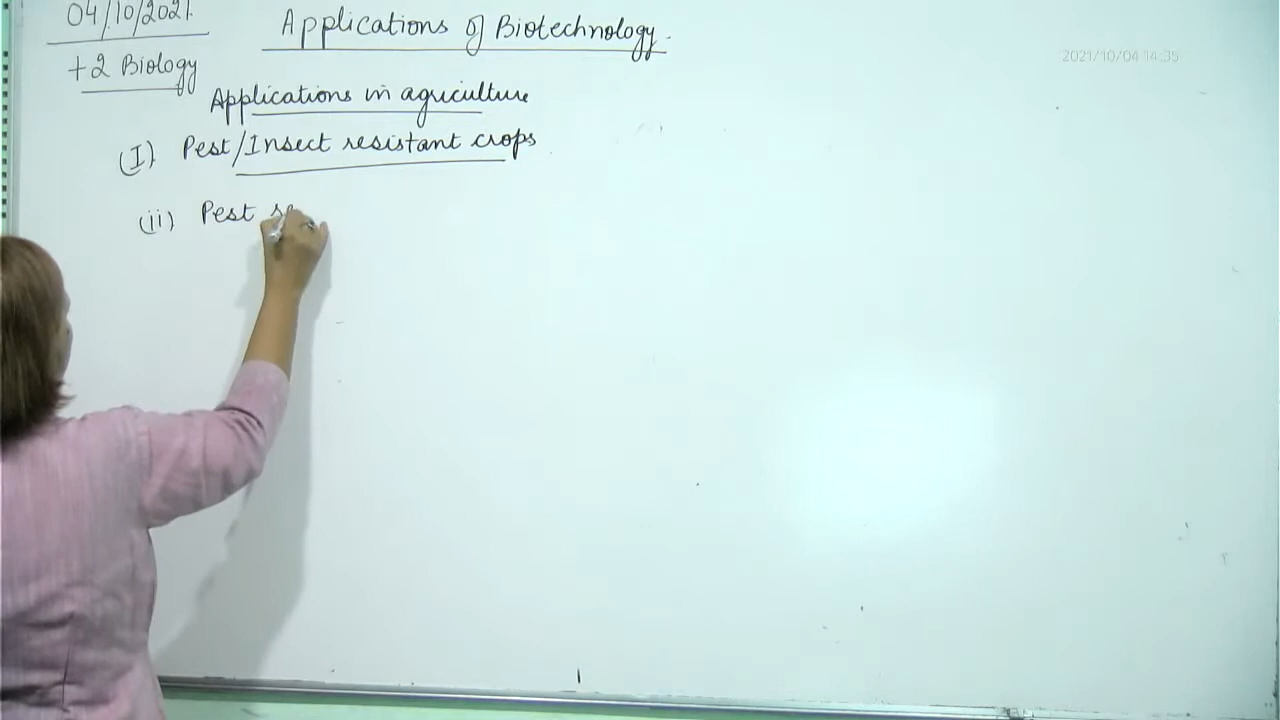 04/10/2021.
Applications of Biotechnology.
2021/10/04 14:35
+2 Biology
Applications in agriculture
(I) Pest/Insect resistant crops
(ii) Pest